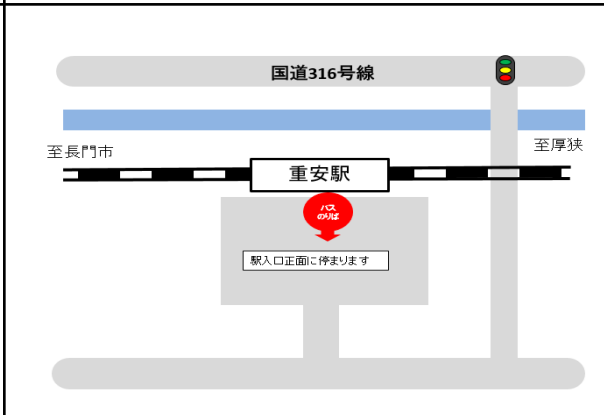 国道316号線
至長門市
至厚狭
重安駅
バス
のりば
駅入口正面に停まります